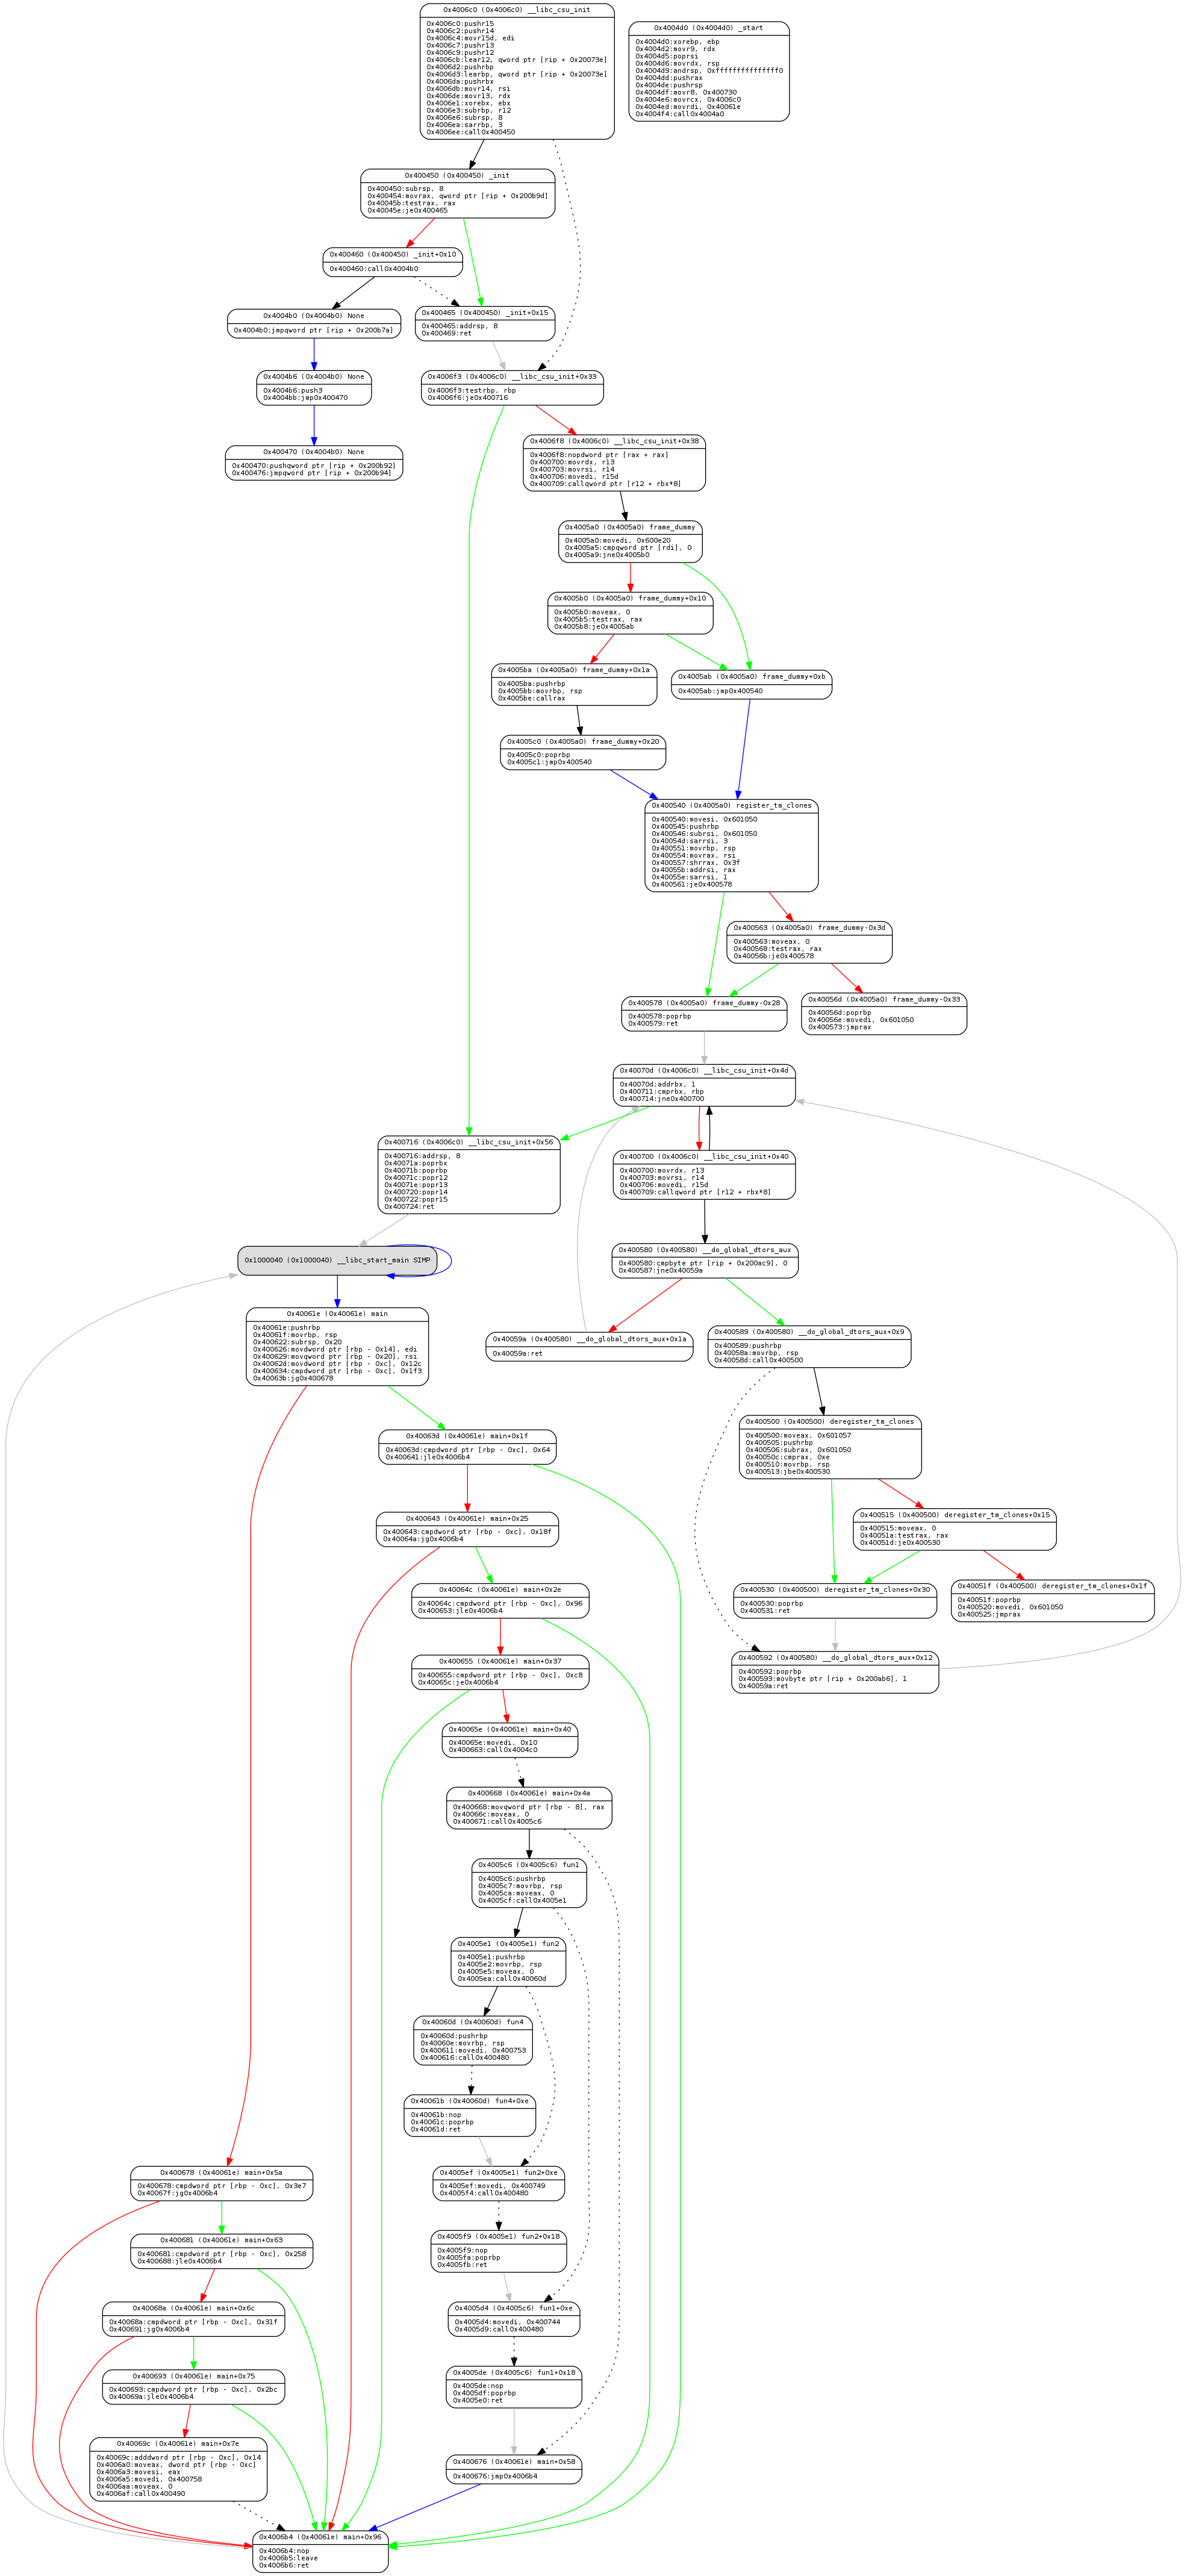 0x4006c0 (0x4006c0) __libc_csu_init
0x4006c0:pushr15
0x4006c2:pushr14
0x4006c4:movr15d, edi
0x4006c7:pushr13
0x4006c9:pushr12
0x4006cb:lear12, qword ptr [rip + 0x20073e]
0x4006d2:pushrbp
0x4006d3:learbp, qword ptr [rip + 0x20073e]
0x4006da:pushrbx
0x4006db:movr14, rsi
0x4006de:movr13, rdx
0x4006e1:xorebx, ebx
0x4006e3:subrbp, r12
0x4006e6:subrsp, 8
0x4006ea:sarrbp, 3
0x4006ee:call0x400450
0x4004d0 (0x4004d0) _start
0x4004d0:xorebp, ebp
0x4004d2:movr9, rdx
0x4004d5:poprsi
0x4004d6:movrdx, rsp
0x4004d9:andrsp, 0xfffffffffffffff0
0x4004dd:pushrax
0x4004de:pushrsp
0x4004df:movr8, 0x400730
0x4004e6:movrcx, 0x4006c0
0x4004ed:movrdi, 0x40061e
0x4004f4:call0x4004a0
0x400450 (0x400450) _init
0x400450:subrsp, 8
0x400454:movrax, qword ptr [rip + 0x200b9d]
0x40045b:testrax, rax
0x40045e:je0x400465
0x400460 (0x400450) _init+0x10
0x400460:call0x4004b0
0x4004b0 (0x4004b0) None
0x4004b0:jmpqword ptr [rip + 0x200b7a]
0x400465 (0x400450) _init+0x15
0x400465:addrsp, 8
0x400469:ret
0x4004b6 (0x4004b0) None
0x4004b6:push3
0x4004bb:jmp0x400470
0x4006f3 (0x4006c0) __libc_csu_init+0x33
0x4006f3:testrbp, rbp
0x4006f6:je0x400716
0x400470 (0x4004b0) None
0x400470:pushqword ptr [rip + 0x200b92]
0x400476:jmpqword ptr [rip + 0x200b94]
0x4006f8 (0x4006c0) __libc_csu_init+0x38
0x4006f8:nopdword ptr [rax + rax]
0x400700:movrdx, r13
0x400703:movrsi, r14
0x400706:movedi, r15d
0x400709:callqword ptr [r12 + rbx*8]
0x4005a0 (0x4005a0) frame_dummy
0x4005a0:movedi, 0x600e20
0x4005a5:cmpqword ptr [rdi], 0
0x4005a9:jne0x4005b0
0x4005b0 (0x4005a0) frame_dummy+0x10
0x4005b0:moveax, 0
0x4005b5:testrax, rax
0x4005b8:je0x4005ab
0x4005ba (0x4005a0) frame_dummy+0x1a
0x4005ba:pushrbp
0x4005bb:movrbp, rsp
0x4005be:callrax
0x4005ab (0x4005a0) frame_dummy+0xb
0x4005ab:jmp0x400540
0x4005c0 (0x4005a0) frame_dummy+0x20
0x4005c0:poprbp
0x4005c1:jmp0x400540
0x400540 (0x4005a0) register_tm_clones
0x400540:movesi, 0x601050
0x400545:pushrbp
0x400546:subrsi, 0x601050
0x40054d:sarrsi, 3
0x400551:movrbp, rsp
0x400554:movrax, rsi
0x400557:shrrax, 0x3f
0x40055b:addrsi, rax
0x40055e:sarrsi, 1
0x400561:je0x400578
0x400563 (0x4005a0) frame_dummy-0x3d
0x400563:moveax, 0
0x400568:testrax, rax
0x40056b:je0x400578
0x400578 (0x4005a0) frame_dummy-0x28
0x400578:poprbp
0x400579:ret
0x40056d (0x4005a0) frame_dummy-0x33
0x40056d:poprbp
0x40056e:movedi, 0x601050
0x400573:jmprax
0x40070d (0x4006c0) __libc_csu_init+0x4d
0x40070d:addrbx, 1
0x400711:cmprbx, rbp
0x400714:jne0x400700
0x400716 (0x4006c0) __libc_csu_init+0x56
0x400716:addrsp, 8
0x40071a:poprbx
0x40071b:poprbp
0x40071c:popr12
0x40071e:popr13
0x400720:popr14
0x400722:popr15
0x400724:ret
0x400700 (0x4006c0) __libc_csu_init+0x40
0x400700:movrdx, r13
0x400703:movrsi, r14
0x400706:movedi, r15d
0x400709:callqword ptr [r12 + rbx*8]
0x1000040 (0x1000040) __libc_start_main SIMP
0x400580 (0x400580) __do_global_dtors_aux
0x400580:cmpbyte ptr [rip + 0x200ac9], 0
0x400587:jne0x40059a
0x40061e (0x40061e) main
0x40061e:pushrbp
0x40061f:movrbp, rsp
0x400622:subrsp, 0x20
0x400626:movdword ptr [rbp - 0x14], edi
0x400629:movqword ptr [rbp - 0x20], rsi
0x40062d:movdword ptr [rbp - 0xc], 0x12c
0x400634:cmpdword ptr [rbp - 0xc], 0x1f3
0x40063b:jg0x400678
0x40059a (0x400580) __do_global_dtors_aux+0x1a
0x40059a:ret
0x400589 (0x400580) __do_global_dtors_aux+0x9
0x400589:pushrbp
0x40058a:movrbp, rsp
0x40058d:call0x400500
0x40063d (0x40061e) main+0x1f
0x40063d:cmpdword ptr [rbp - 0xc], 0x64
0x400641:jle0x4006b4
0x400500 (0x400500) deregister_tm_clones
0x400500:moveax, 0x601057
0x400505:pushrbp
0x400506:subrax, 0x601050
0x40050c:cmprax, 0xe
0x400510:movrbp, rsp
0x400513:jbe0x400530
0x400643 (0x40061e) main+0x25
0x400643:cmpdword ptr [rbp - 0xc], 0x18f
0x40064a:jg0x4006b4
0x400515 (0x400500) deregister_tm_clones+0x15
0x400515:moveax, 0
0x40051a:testrax, rax
0x40051d:je0x400530
0x40064c (0x40061e) main+0x2e
0x40064c:cmpdword ptr [rbp - 0xc], 0x96
0x400653:jle0x4006b4
0x400530 (0x400500) deregister_tm_clones+0x30
0x400530:poprbp
0x400531:ret
0x40051f (0x400500) deregister_tm_clones+0x1f
0x40051f:poprbp
0x400520:movedi, 0x601050
0x400525:jmprax
0x400655 (0x40061e) main+0x37
0x400655:cmpdword ptr [rbp - 0xc], 0xc8
0x40065c:je0x4006b4
0x400592 (0x400580) __do_global_dtors_aux+0x12
0x400592:poprbp
0x400593:movbyte ptr [rip + 0x200ab6], 1
0x40059a:ret
0x40065e (0x40061e) main+0x40
0x40065e:movedi, 0x10
0x400663:call0x4004c0
0x400668 (0x40061e) main+0x4a
0x400668:movqword ptr [rbp - 8], rax
0x40066c:moveax, 0
0x400671:call0x4005c6
0x4005c6 (0x4005c6) fun1
0x4005c6:pushrbp
0x4005c7:movrbp, rsp
0x4005ca:moveax, 0
0x4005cf:call0x4005e1
0x4005e1 (0x4005e1) fun2
0x4005e1:pushrbp
0x4005e2:movrbp, rsp
0x4005e5:moveax, 0
0x4005ea:call0x40060d
0x40060d (0x40060d) fun4
0x40060d:pushrbp
0x40060e:movrbp, rsp
0x400611:movedi, 0x400753
0x400616:call0x400480
0x40061b (0x40060d) fun4+0xe
0x40061b:nop
0x40061c:poprbp
0x40061d:ret
0x400678 (0x40061e) main+0x5a
0x400678:cmpdword ptr [rbp - 0xc], 0x3e7
0x40067f:jg0x4006b4
0x4005ef (0x4005e1) fun2+0xe
0x4005ef:movedi, 0x400749
0x4005f4:call0x400480
0x400681 (0x40061e) main+0x63
0x400681:cmpdword ptr [rbp - 0xc], 0x258
0x400688:jle0x4006b4
0x4005f9 (0x4005e1) fun2+0x18
0x4005f9:nop
0x4005fa:poprbp
0x4005fb:ret
0x40068a (0x40061e) main+0x6c
0x40068a:cmpdword ptr [rbp - 0xc], 0x31f
0x400691:jg0x4006b4
0x4005d4 (0x4005c6) fun1+0xe
0x4005d4:movedi, 0x400744
0x4005d9:call0x400480
0x400693 (0x40061e) main+0x75
0x400693:cmpdword ptr [rbp - 0xc], 0x2bc
0x40069a:jle0x4006b4
0x4005de (0x4005c6) fun1+0x18
0x4005de:nop
0x4005df:poprbp
0x4005e0:ret
0x40069c (0x40061e) main+0x7e
0x40069c:adddword ptr [rbp - 0xc], 0x14
0x4006a0:moveax, dword ptr [rbp - 0xc]
0x4006a3:movesi, eax
0x4006a5:movedi, 0x400758
0x4006aa:moveax, 0
0x4006af:call0x400490
0x400676 (0x40061e) main+0x58
0x400676:jmp0x4006b4
0x4006b4 (0x40061e) main+0x96
0x4006b4:nop
0x4006b5:leave
0x4006b6:ret